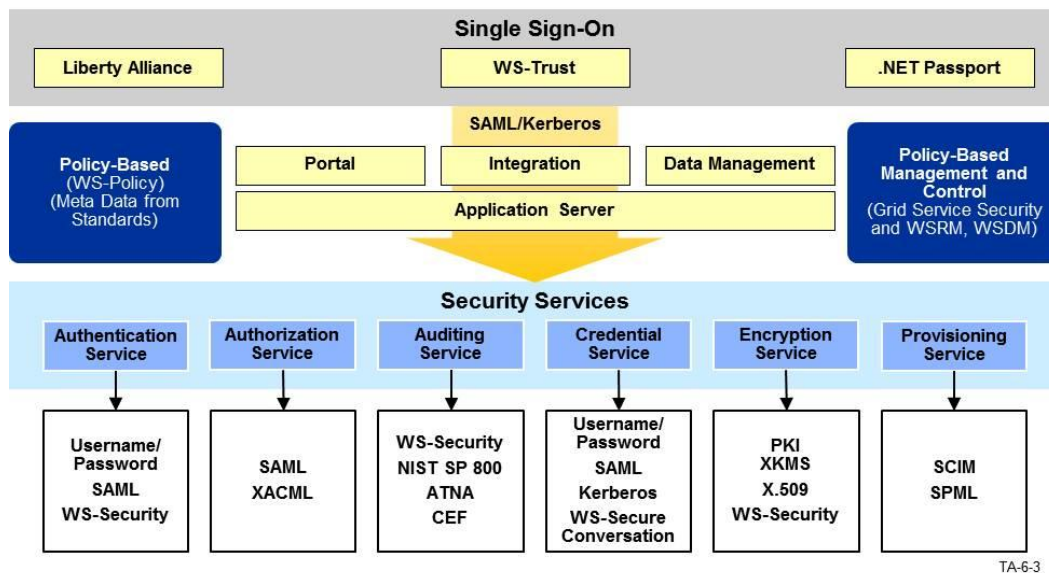 Single Sign-On
Liberty Alliance
WS-Trust
.NET Passport
SAML/Kerberos
Policy-Based
(WS-Policy)
(Meta Data from
Standards)
Portal
Integration
Data Management
Application Server
Policy-Based
Management and
Control
(Grid Service Security
and WSRM, WSDM)
Security Services
Authentication
Service
Authorization
Service
Auditing
Service
Credential
Service
Encryption
Service
Provisioning
Service
Username/
Password
SAML
WS-Security
SAML
XACML
WS-Security
NIST SP 800
ATNA
CEF
Username/
Password
SAML
Kerberos
WS-Secure
Conversation
PKI
XKMS
X.509
WS-Security
SCIM
SPML
TA-6-3